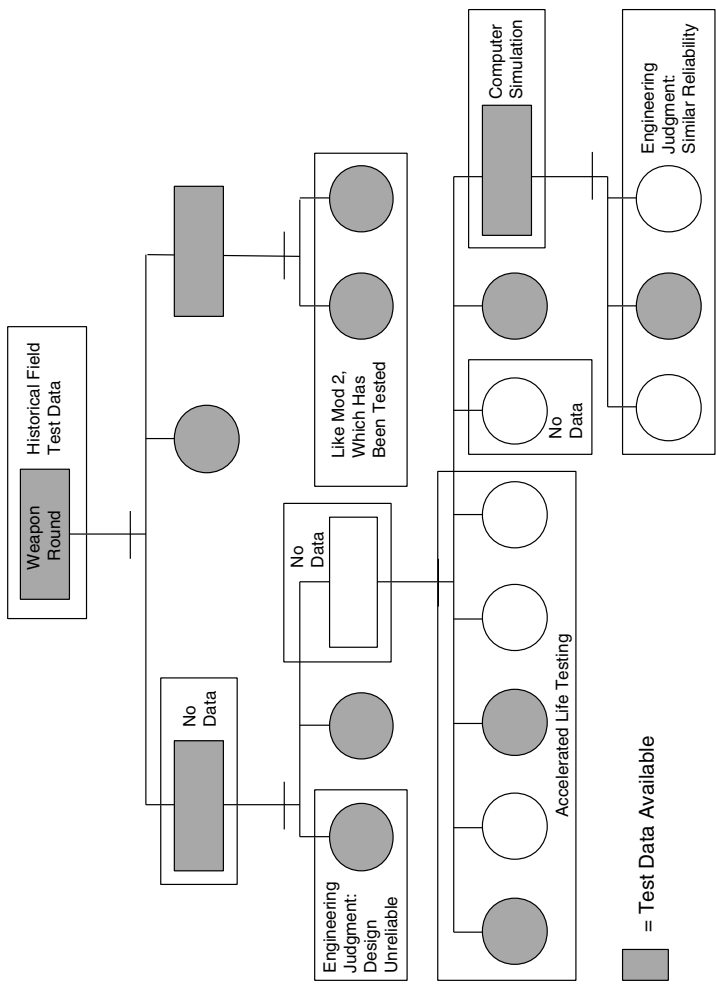 Historical Field
Test Data
Weapon
Round
No
Data
No
Data
Like Mod 2,
Which Has
Been Tested
Engineering
Judgment:
Design
Unreliable
Computer
Simulation
No
Data
Accelerated Life Testing
Engineering
Judgment:
Similar Reliability
= Test Data Available